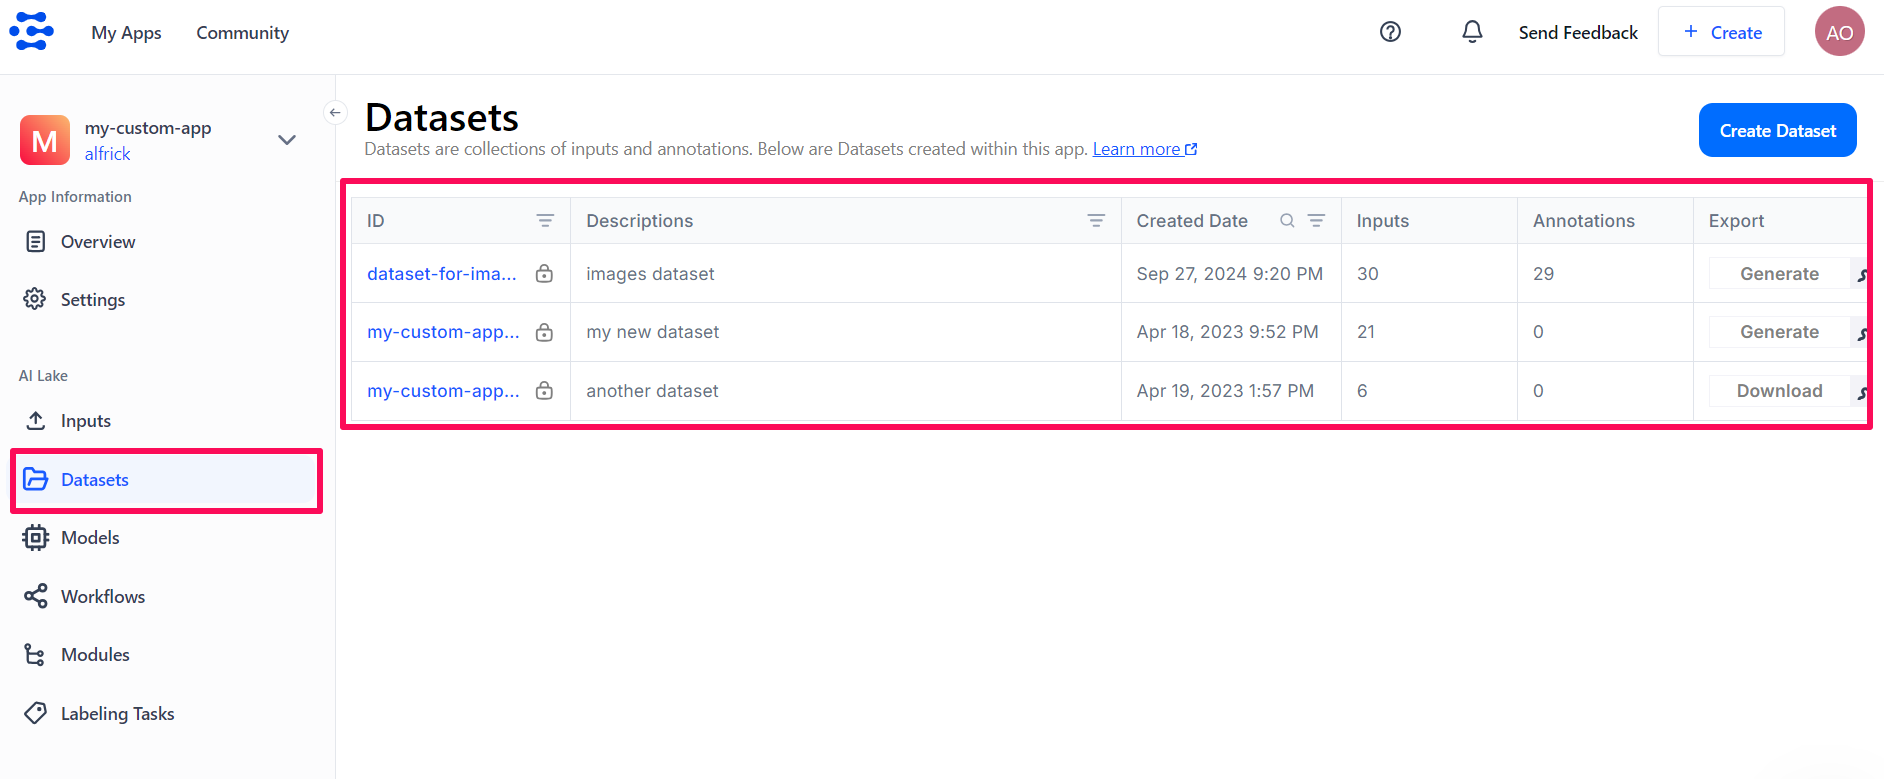 My Apps
Community
Send Feedback
+ Create
AO
M
my-custom-app
alfrick
App Information
Overview
Settings
AI Lake
Inputs
Datasets
Models
Workflows
Modules
Labeling Tasks
Datasets
Datasets are collections of inputs and annotations. Below are Datasets created within this app. Learn more
Create Dataset
ID Descriptions Created Date Inputs Annotations Export
dataset-for-ima... images dataset Sep 27, 2024 9:20 PM 30 29 Generate
my-custom-app... my new dataset Apr 18, 2023 9:52 PM 21 0 Generate
my-custom-app... another dataset Apr 19, 2023 1:57 PM 6 0 Download